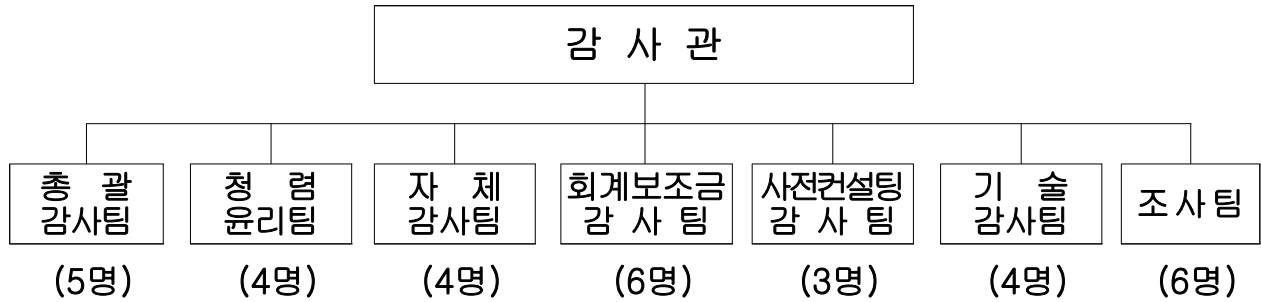 감 사 관
총 괄
감사팀
청 렴
윤리팀
자 체
감사팀
회계보조금
감 사 팀
사전컨설팅
감 사 팀
기 술
감사팀
조사팀
(5명)
(4명)
(4명)
(6명)
(3명)
(4명)
(6명)